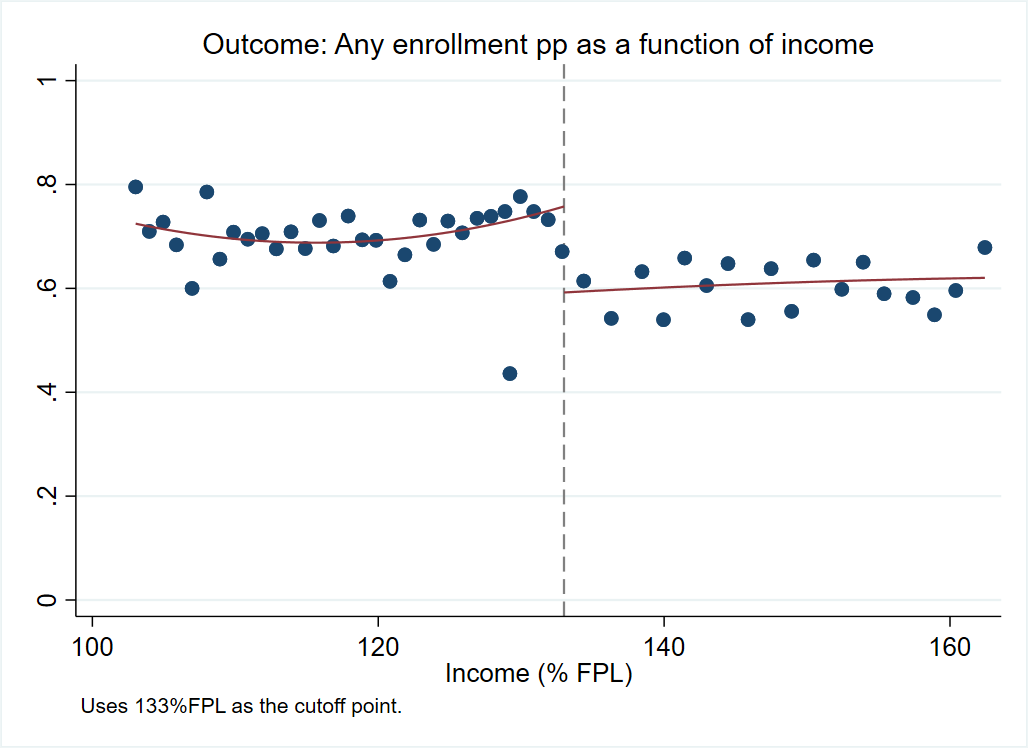 Outcome: Any enrollment pp as a function of income
1
.8
.6
.4
.2
0
100 120 140 160
Income (% FPL)
Uses 133%FPL as the cutoff point.